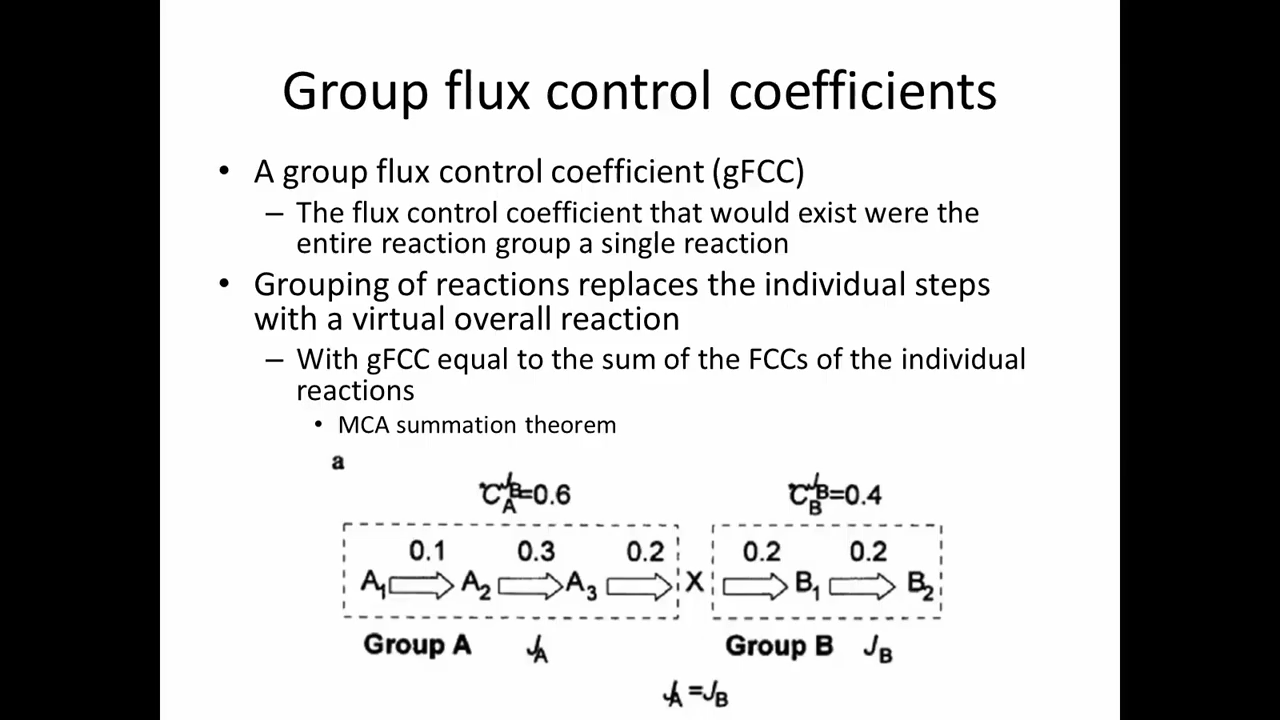 Group flux control coefficients
• A group flux control coefficient (gFCC)
– The flux control coefficient that would exist were the
entire reaction group a single reaction
• Grouping of reactions replaces the individual steps
with a virtual overall reaction
– With gFCC equal to the sum of the FCCs of the individual
reactions
• MCA summation theorem
a
*C^JB_A=0.6 *C^JB_B=0.4
0.1 0.3 0.2 0.2 0.2
A1 A2 A3 X B1 B2
Group A JA Group B JB
JA=JB